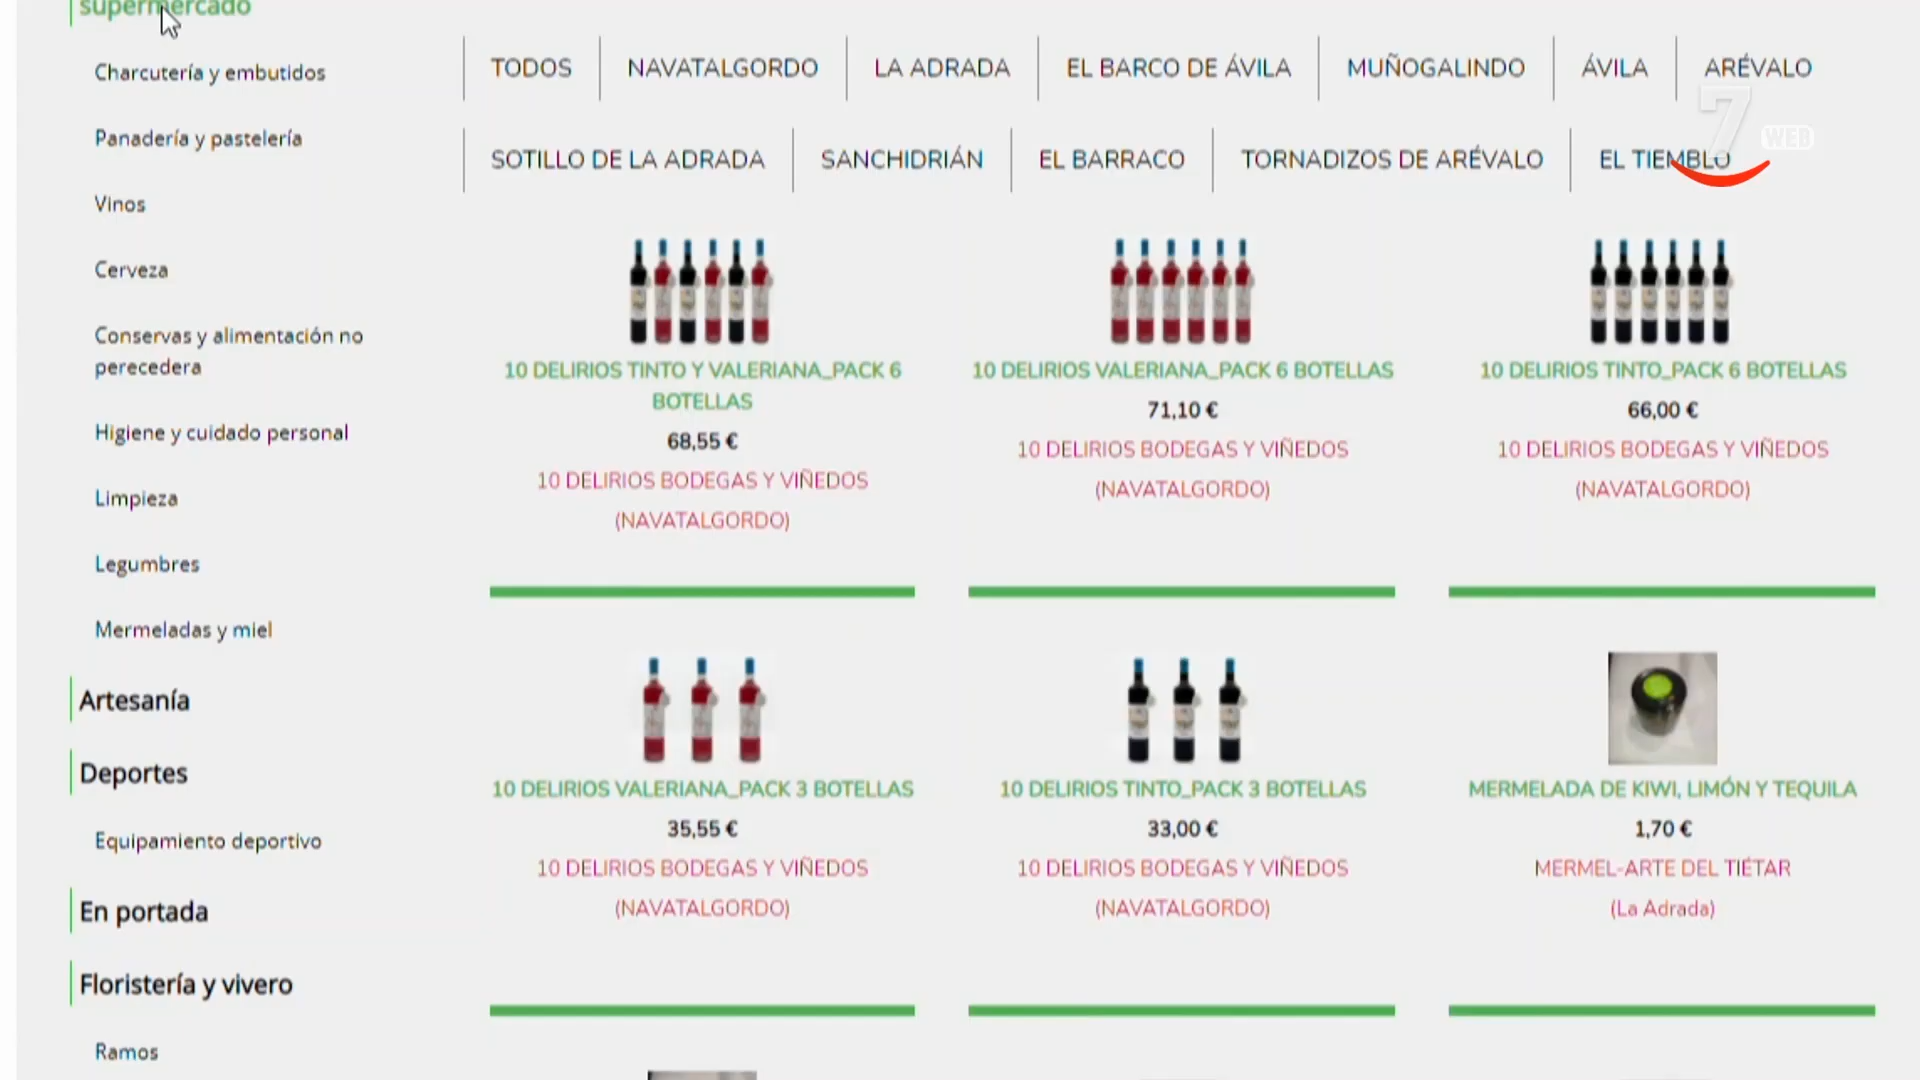 supermercado
Charcutería y embutidos
Panadería y pastelería
Vinos
Cerveza
Conservas y alimentación no
perecedera
Higiene y cuidado personal
Limpieza
Legumbres
Mermeladas y miel
Artesanía
Deportes
Equipamiento deportivo
En portada
Floristería y vivero
Ramos
TODOS
NAVATALGORDO
LA ADRADA
EL BARCO DE ÁVILA
MUÑOGALINDO
ÁVILA
ARÉVALO
SOTILLO DE LA ADRADA
SANCHIDRIÁN
EL BARRACO
TORNADIZOS DE ARÉVALO
EL TIEMBLO
7 WEB
10 DELIRIOS TINTO Y VALERIANA_PACK 6
BOTELLAS
68,55 €
10 DELIRIOS BODEGAS Y VIÑEDOS
(NAVATALGORDO)
10 DELIRIOS VALERIANA_PACK 6 BOTELLAS
71,10 €
10 DELIRIOS BODEGAS Y VIÑEDOS
(NAVATALGORDO)
10 DELIRIOS TINTO_PACK 6 BOTELLAS
66,00 €
10 DELIRIOS BODEGAS Y VIÑEDOS
(NAVATALGORDO)
10 DELIRIOS VALERIANA_PACK 3 BOTELLAS
35,55 €
10 DELIRIOS BODEGAS Y VIÑEDOS
(NAVATALGORDO)
10 DELIRIOS TINTO_PACK 3 BOTELLAS
33,00 €
10 DELIRIOS BODEGAS Y VIÑEDOS
(NAVATALGORDO)
MERMELADA DE KIWI, LIMÓN Y TEQUILA
1,70 €
MERMEL-ARTE DEL TIÉTAR
(La Adrada)